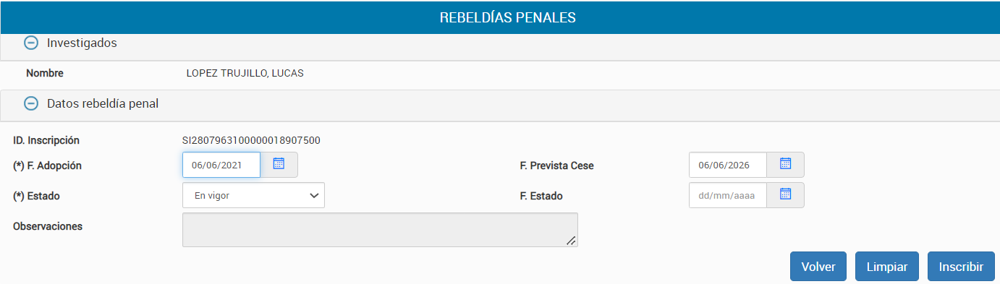 REBELDÍAS PENALES
Investigados
Nombre LOPEZ TRUJILLO, LUCAS
Datos rebeldía penal
ID. Inscripción SI2807963100000018907500
(*) F. Adopción 06/06/2021 F. Prevista Cese 06/06/2026
(*) Estado En vigor F. Estado dd/mm/aaaa
Observaciones
Volver Limpiar Inscribir